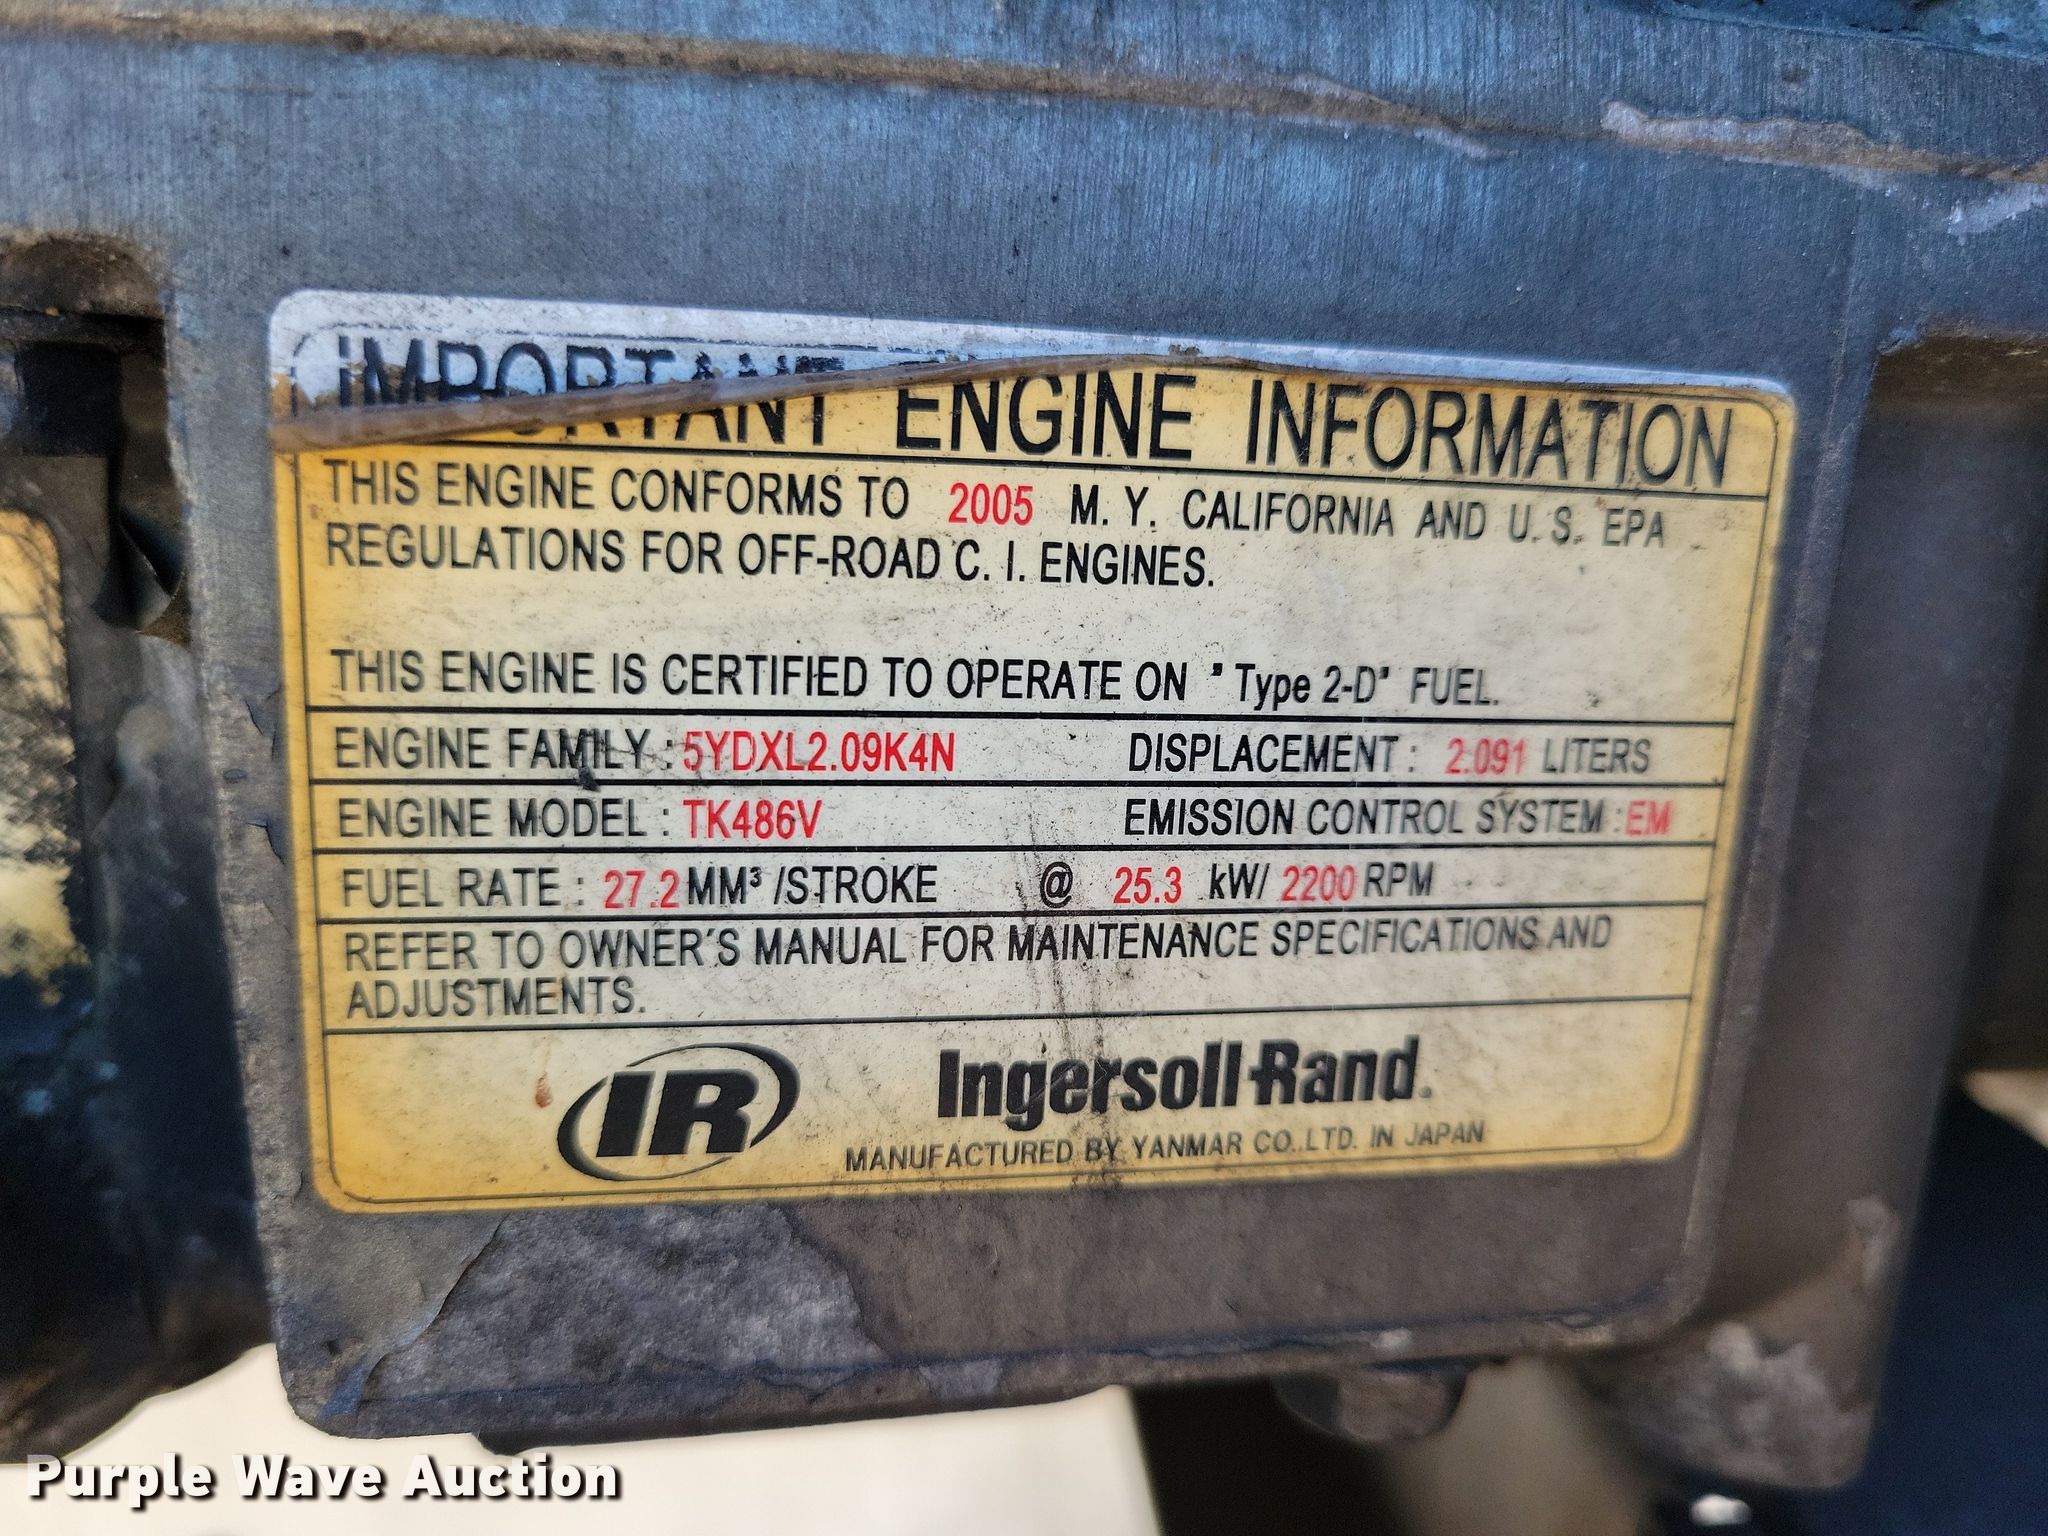 IMPORTANT ENGINE INFORMATION
THIS ENGINE CONFORMS TO 2005 M. Y. CALIFORNIA AND U. S. EPA
REGULATIONS FOR OFF-ROAD C. I. ENGINES.
THIS ENGINE IS CERTIFIED TO OPERATE ON "Type 2-D" FUEL.
ENGINE FAMILY : 5YDXL2.09K4N DISPLACEMENT : 2.091 LITERS
ENGINE MODEL : TK486V EMISSION CONTROL SYSTEM : EM
FUEL RATE : 27.2 MM³ /STROKE @ 25.3 kW/ 2200 RPM
REFER TO OWNER'S MANUAL FOR MAINTENANCE SPECIFICATIONS AND
ADJUSTMENTS.
IR Ingersoll-Rand.
MANUFACTURED BY YANMAR CO.,LTD. IN JAPAN
Purple Wave Auction